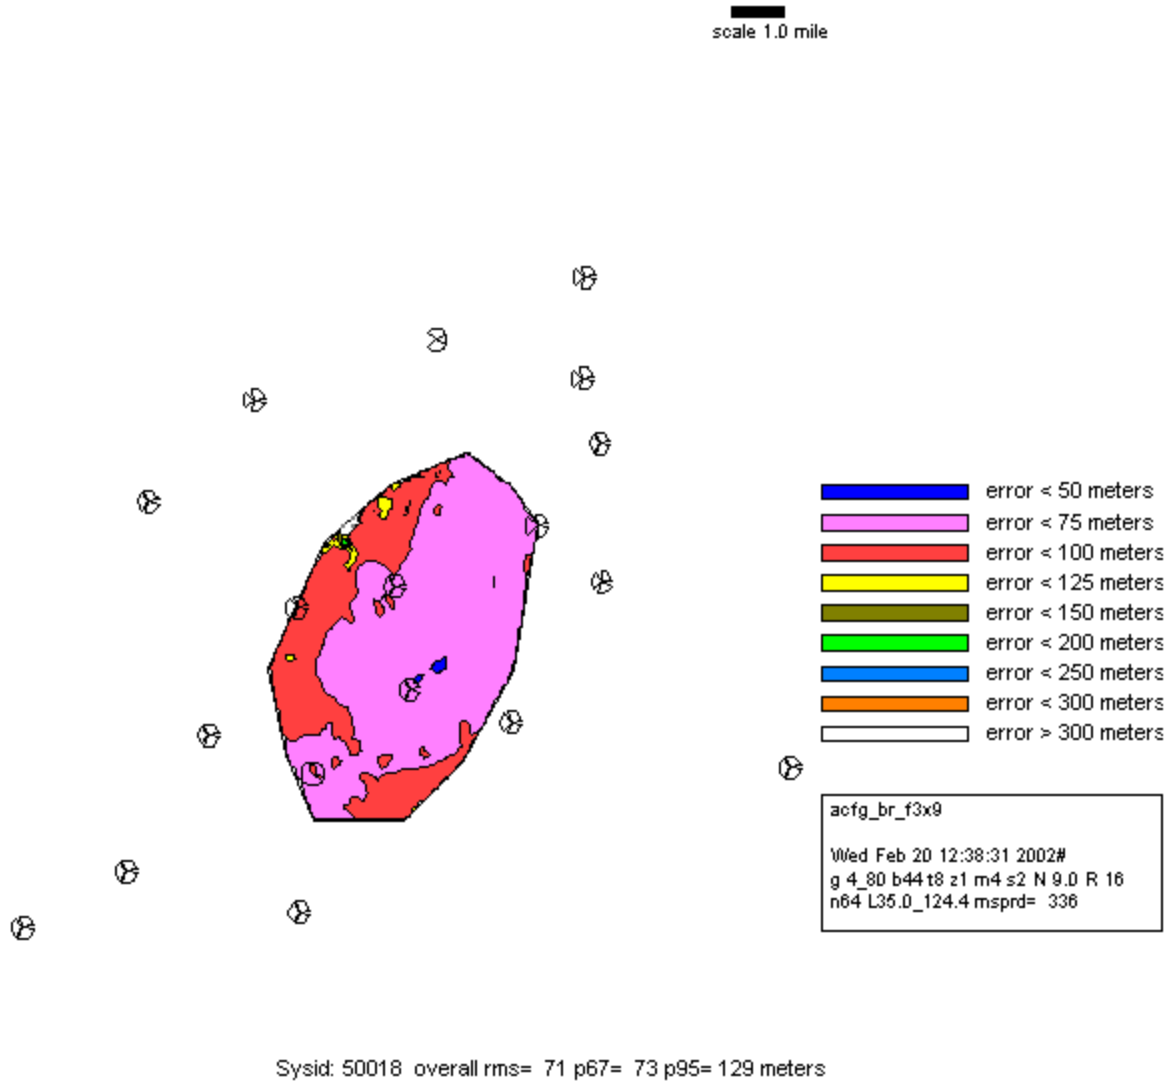 scale 1.0 mile
error < 50 meters
error < 75 meters
error < 100 meters
error < 125 meters
error < 150 meters
error < 200 meters
error < 250 meters
error < 300 meters
error > 300 meters
acfg_br_f3x9
Wed Feb 20 12:38:31 2002#
g 4_80 b44 t8 z1 m4 s2 N 9.0 R 16
n64 L35.0_124.4 msprd= 336
Sysid: 50018 overall rms= 71 p67= 73 p95= 129 meters